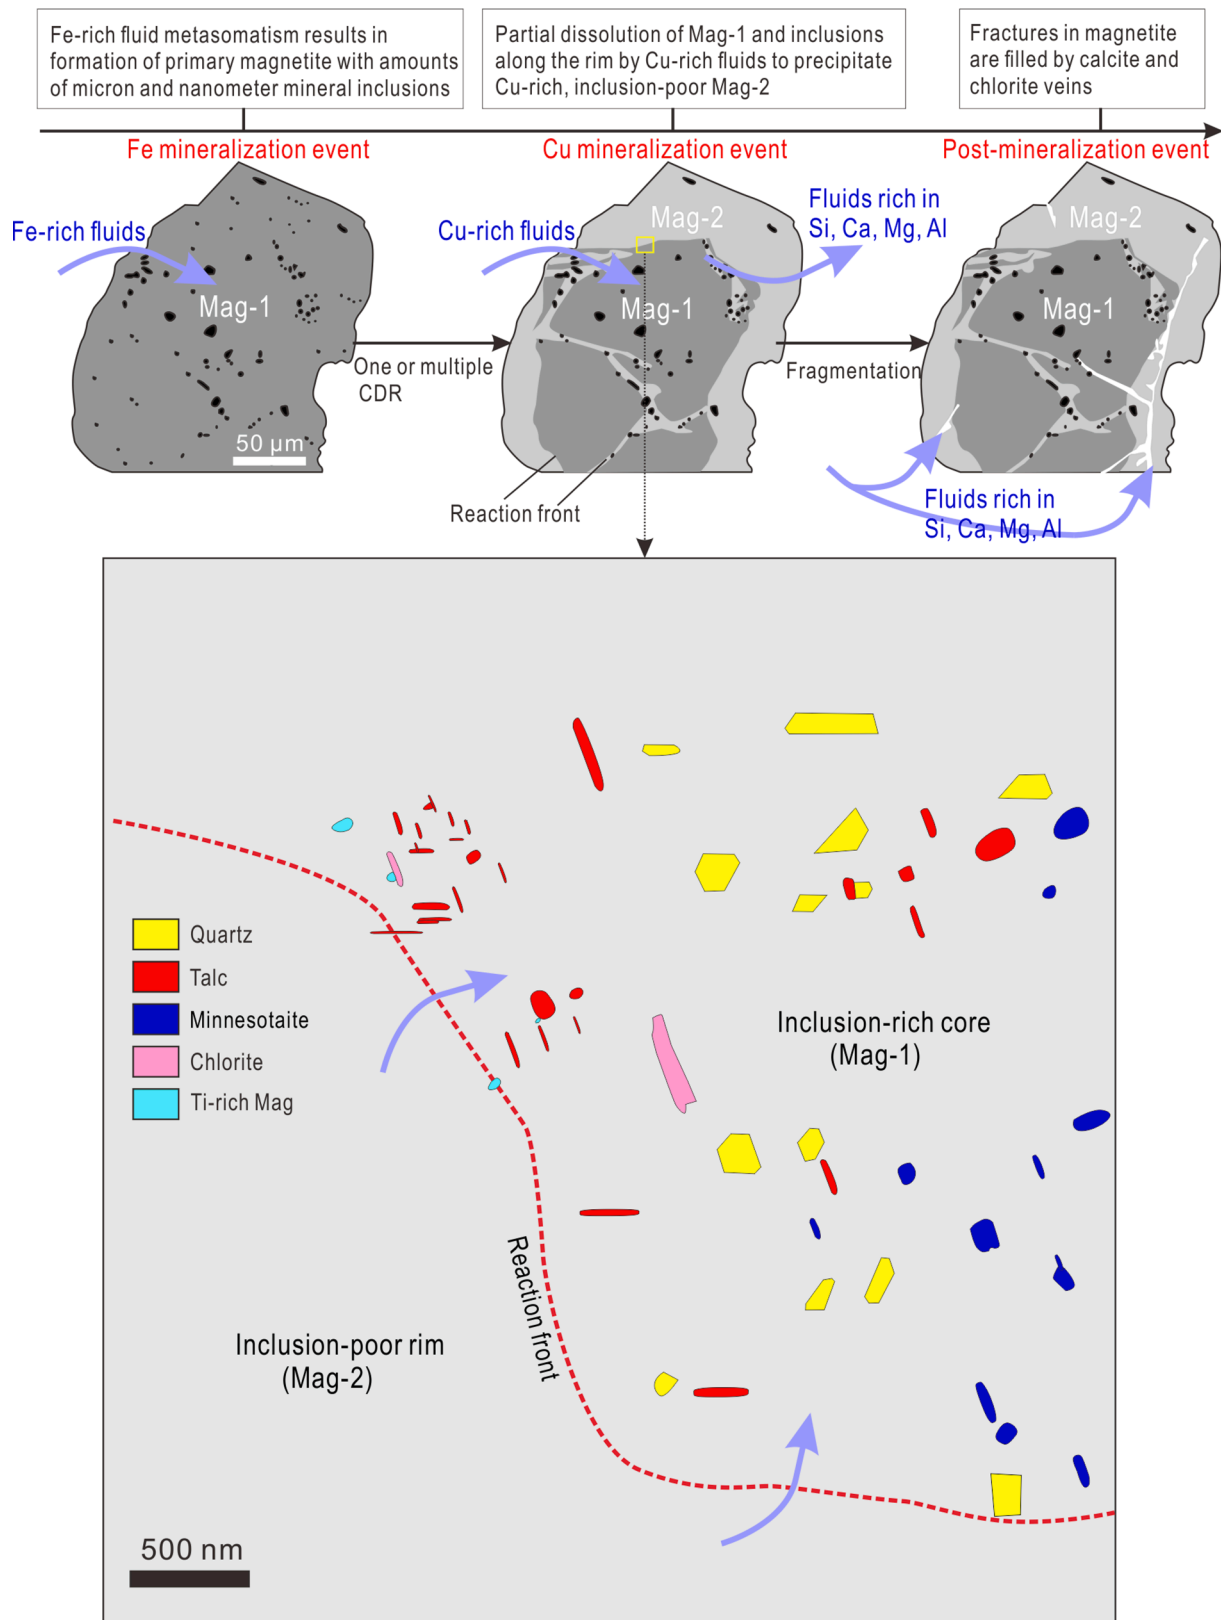 Fe-rich fluid metasomatism results in
formation of primary magnetite with amounts
of micron and nanometer mineral inclusions
Partial dissolution of Mag-1 and inclusions
along the rim by Cu-rich fluids to precipitate
Cu-rich, inclusion-poor Mag-2
Fractures in magnetite
are filled by calcite and
chlorite veins
Fe mineralization event
Cu mineralization event
Post-mineralization event
Fe-rich fluids
Mag-1
50 µm
One or multiple
CDR
Cu-rich fluids
Mag-2
Mag-1
Fluids rich in
Si, Ca, Mg, Al
Reaction front
Fragmentation
Mag-2
Mag-1
Fluids rich in
Si, Ca, Mg, Al
Quartz
Talc
Minnesotaite
Chlorite
Ti-rich Mag
Inclusion-rich core
(Mag-1)
Reaction front
Inclusion-poor rim
(Mag-2)
500 nm